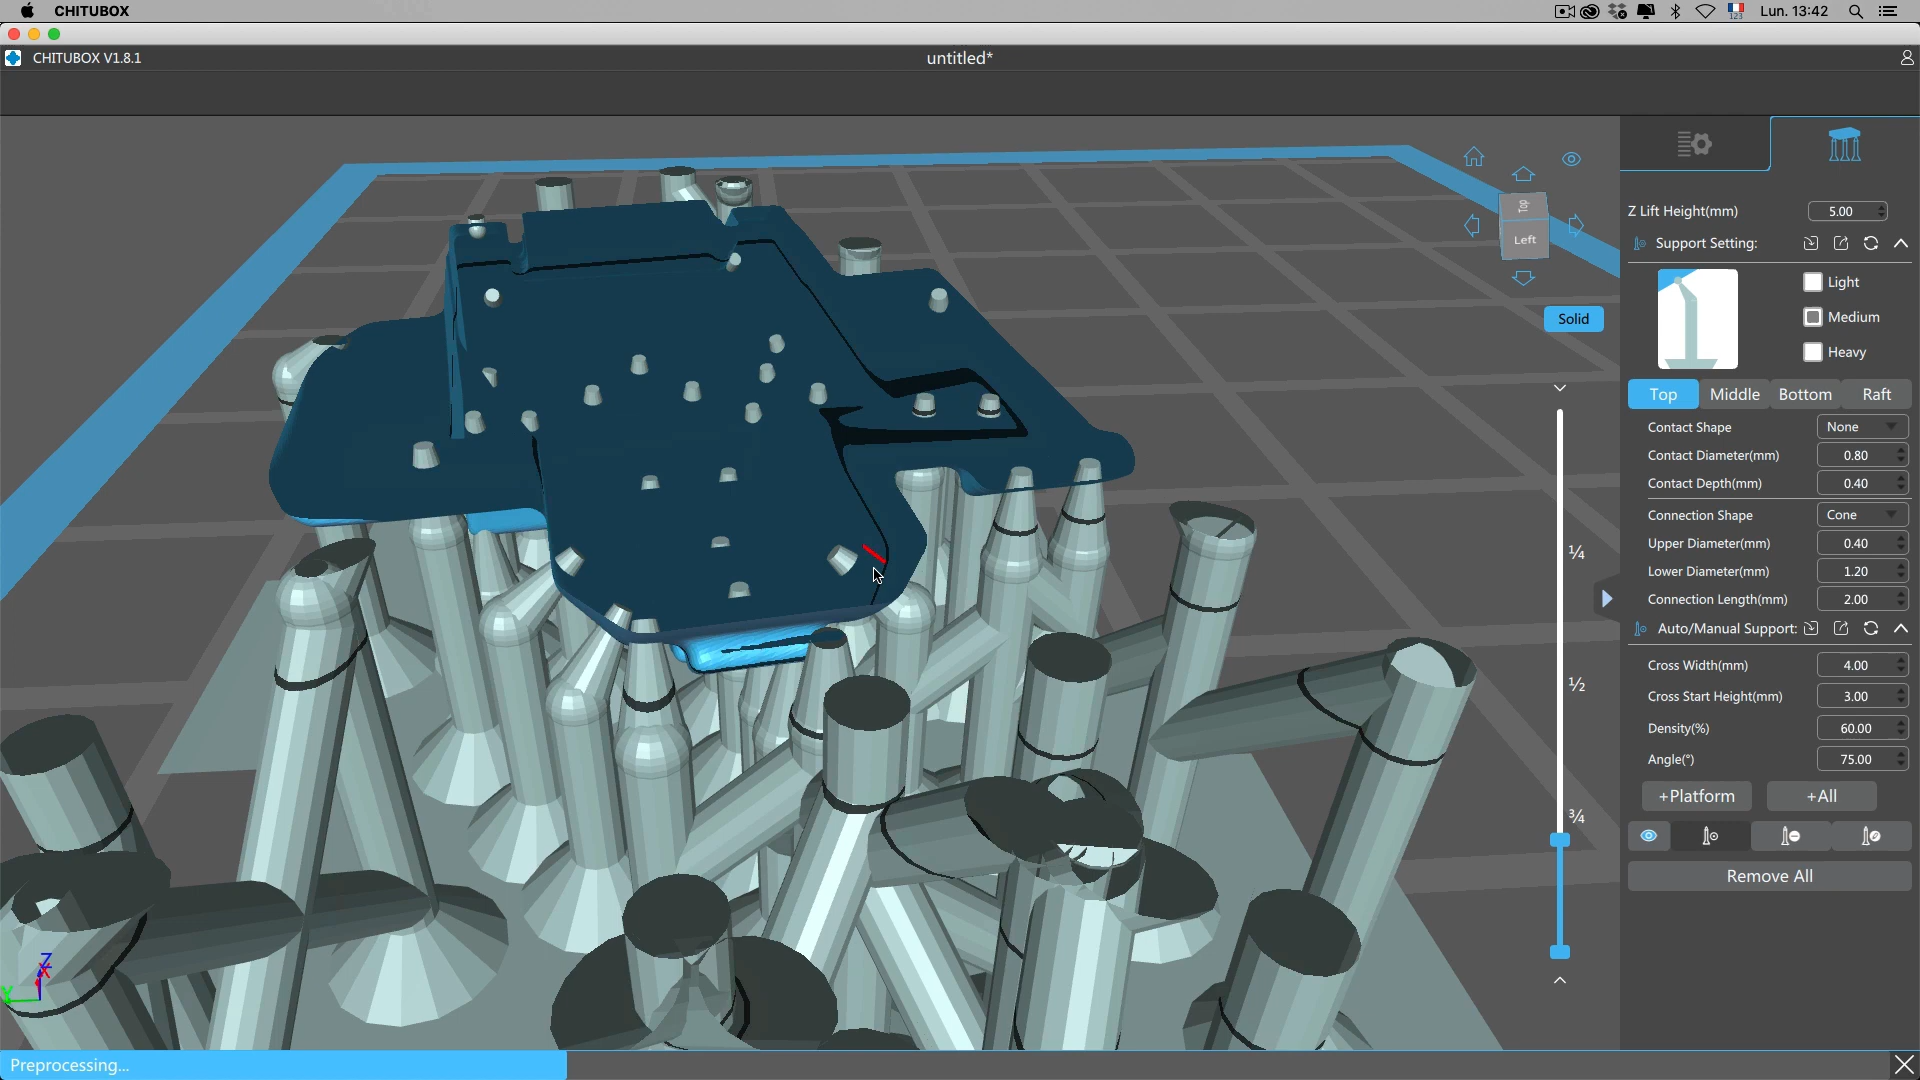 CHITUBOX
123
Lun. 13:42
CHITUBOX V1.8.1
untitled*
Z Lift Height(mm)
5.00
Support Setting:
Light
Medium
Heavy
Top
Left
Solid
Top
Middle
Bottom
Raft
Contact Shape
None
Contact Diameter(mm)
0.80
Contact Depth(mm)
0.40
Connection Shape
Cone
Upper Diameter(mm)
0.40
Lower Diameter(mm)
1.20
Connection Length(mm)
2.00
Auto/Manual Support:
Cross Width(mm)
4.00
Cross Start Height(mm)
3.00
Density(%)
60.00
Angle(°)
75.00
+Platform
+All
Remove All
¼
½
¾
Z
X
Y
Preprocessing...